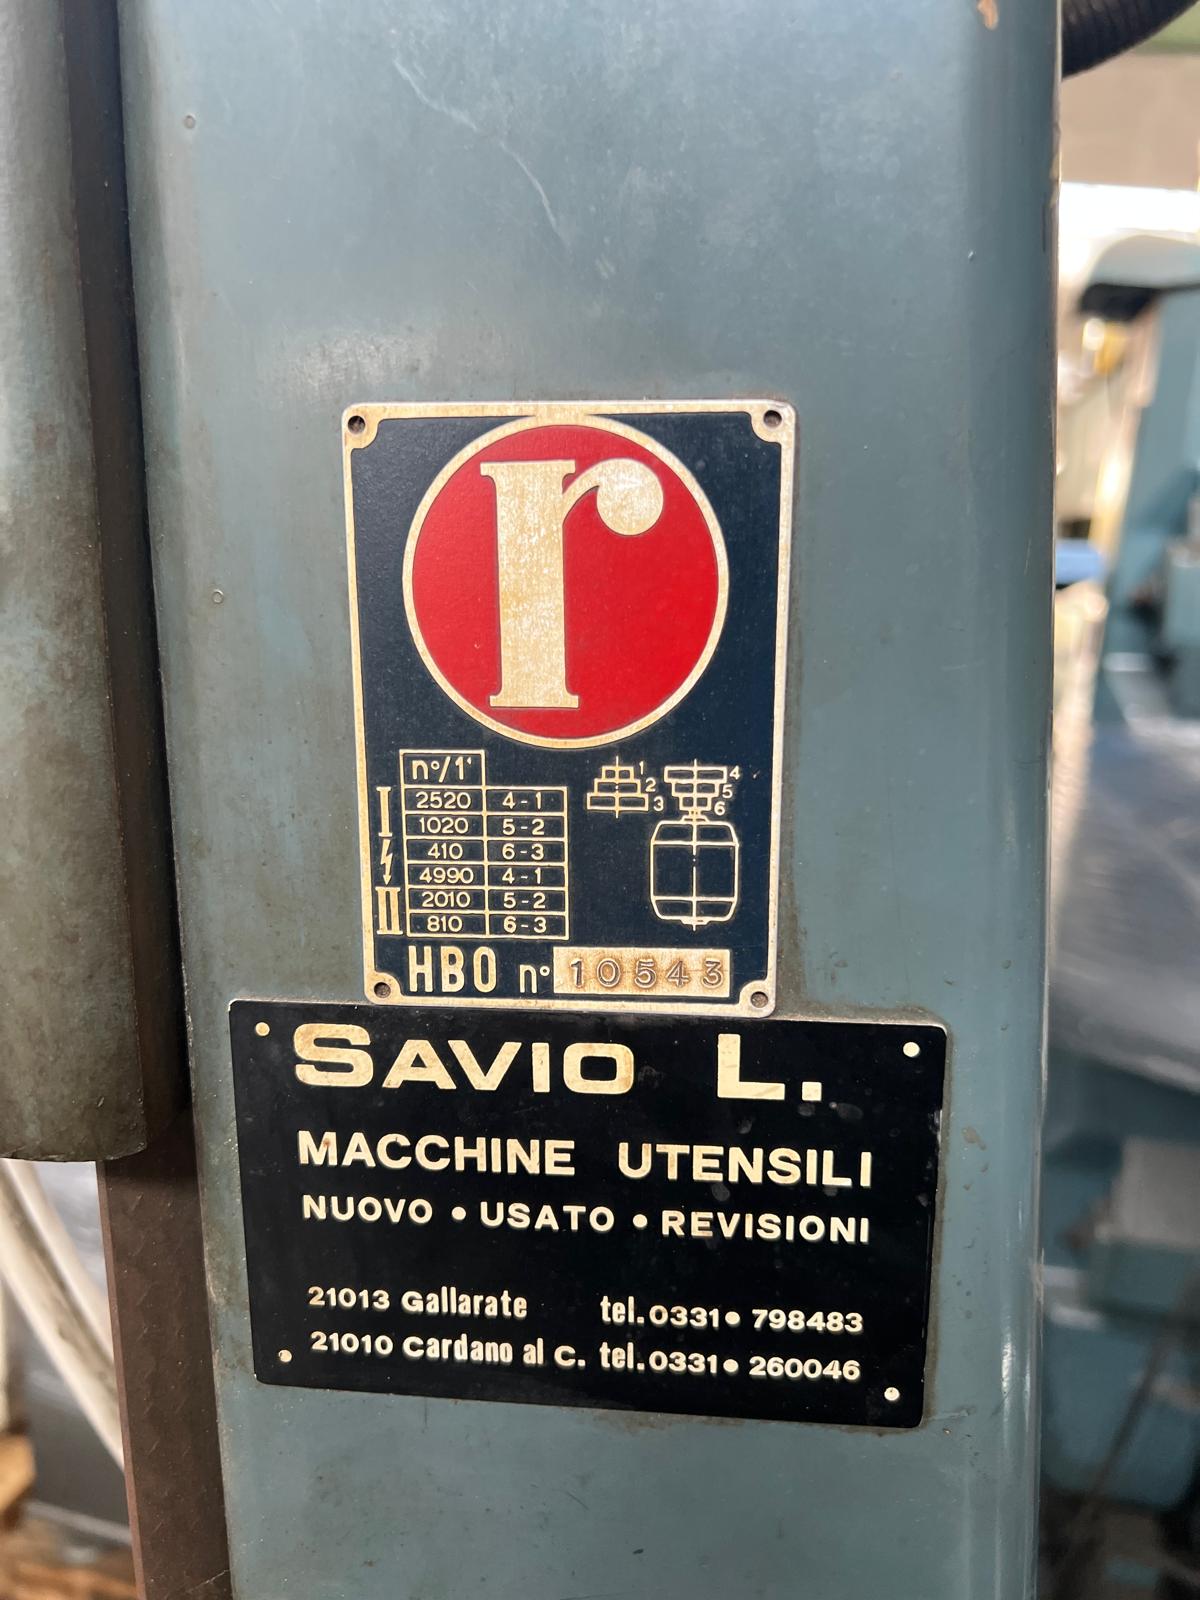 r
n°/1'
1
4
I
2520 4-1
2
5
1020 5-2
3
6
410 6-3
II
4990 4-1
2010 5-2
810 6-3
HBO n° 10543
SAVIO L.
MACCHINE UTENSILI
NUOVO • USATO • REVISIONI
21013 Gallarate tel. 0331• 798483
21010 Cardano al C. tel. 0331• 260046